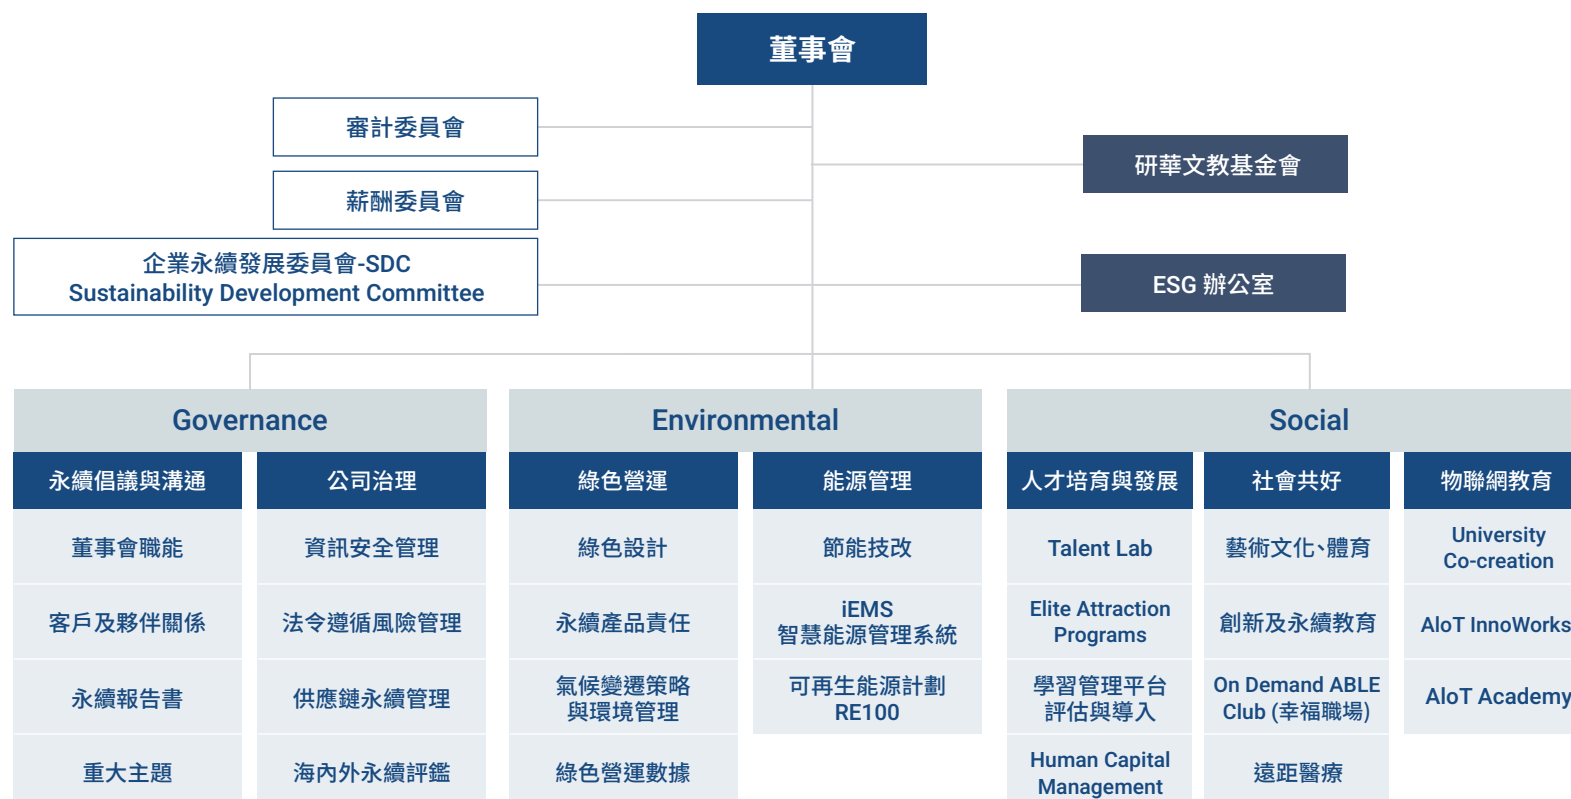 董事會
審計委員會
研華文教基金會
薪酬委員會
企業永續發展委員會-SDC
Sustainability Development Committee
ESG 辦公室
Governance
永續倡議與溝通
董事會職能
客戶及夥伴關係
永續報告書
重大主題
公司治理
資訊安全管理
法令遵循風險管理
供應鏈永續管理
海內外永續評鑑
Environmental
綠色營運
綠色設計
永續產品責任
氣候變遷策略
與環境管理
綠色營運數據
能源管理
節能技改
iEMS
智慧能源管理系統
可再生能源計劃
RE100
Social
人才培育與發展
Talent Lab
Elite Attraction
Programs
學習管理平台
評估與導入
Human Capital
Management
社會共好
藝術文化、體育
創新及永續教育
On Demand ABLE
Club (幸福職場)
遠距醫療
物聯網教育
University
Co-creation
AIoT InnoWorks
AIoT Academy